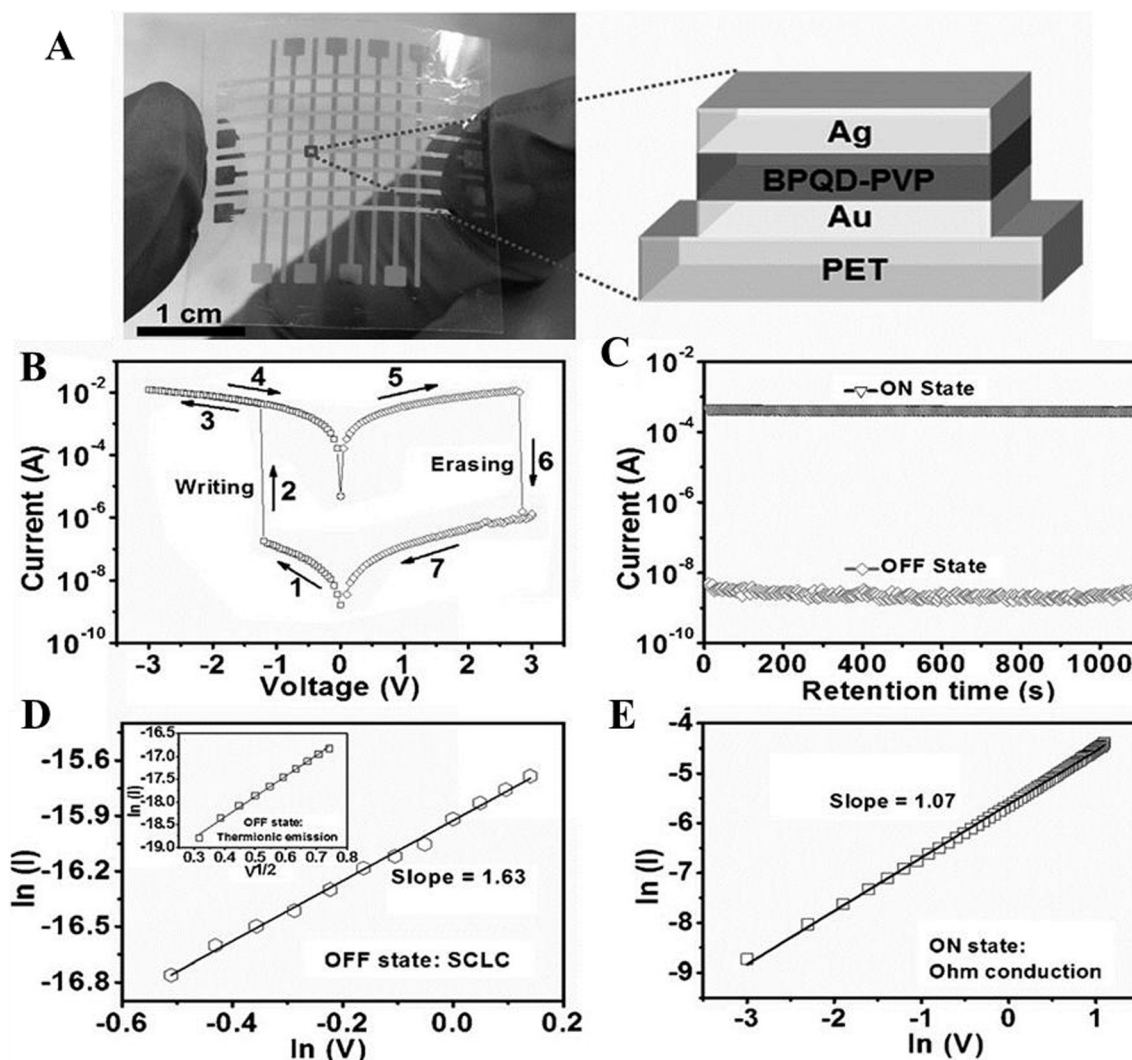 A
1 cm
Ag
BPQD-PVP
Au
PET
B
Current (A)
10⁻²
10⁻⁴
10⁻⁶
10⁻⁸
10⁻¹⁰
4
5
3
Writing
2
Erasing
6
1
7
-3 -2 -1 0 1 2 3
Voltage (V)
C
Current (A)
10⁻²
10⁻⁴
10⁻⁶
10⁻⁸
10⁻¹⁰
ON State
OFF State
0 200 400 600 800 1000
Retention time (s)
D
ln (I)
-15.6
-15.9
-16.2
-16.5
-16.8
ln (I)
-16.5
-17.0
-17.5
-18.0
-18.5
-19.0
OFF state:
Thermionic emission
0.3 0.4 0.5 0.6 0.7 0.8
V1/2
Slope = 1.63
OFF state: SCLC
-0.6 -0.4 -0.2 0.0 0.2
ln (V)
E
ln (I)
-4
-5
-6
-7
-8
-9
Slope = 1.07
ON state:
Ohm conduction
-3 -2 -1 0 1
ln (V)